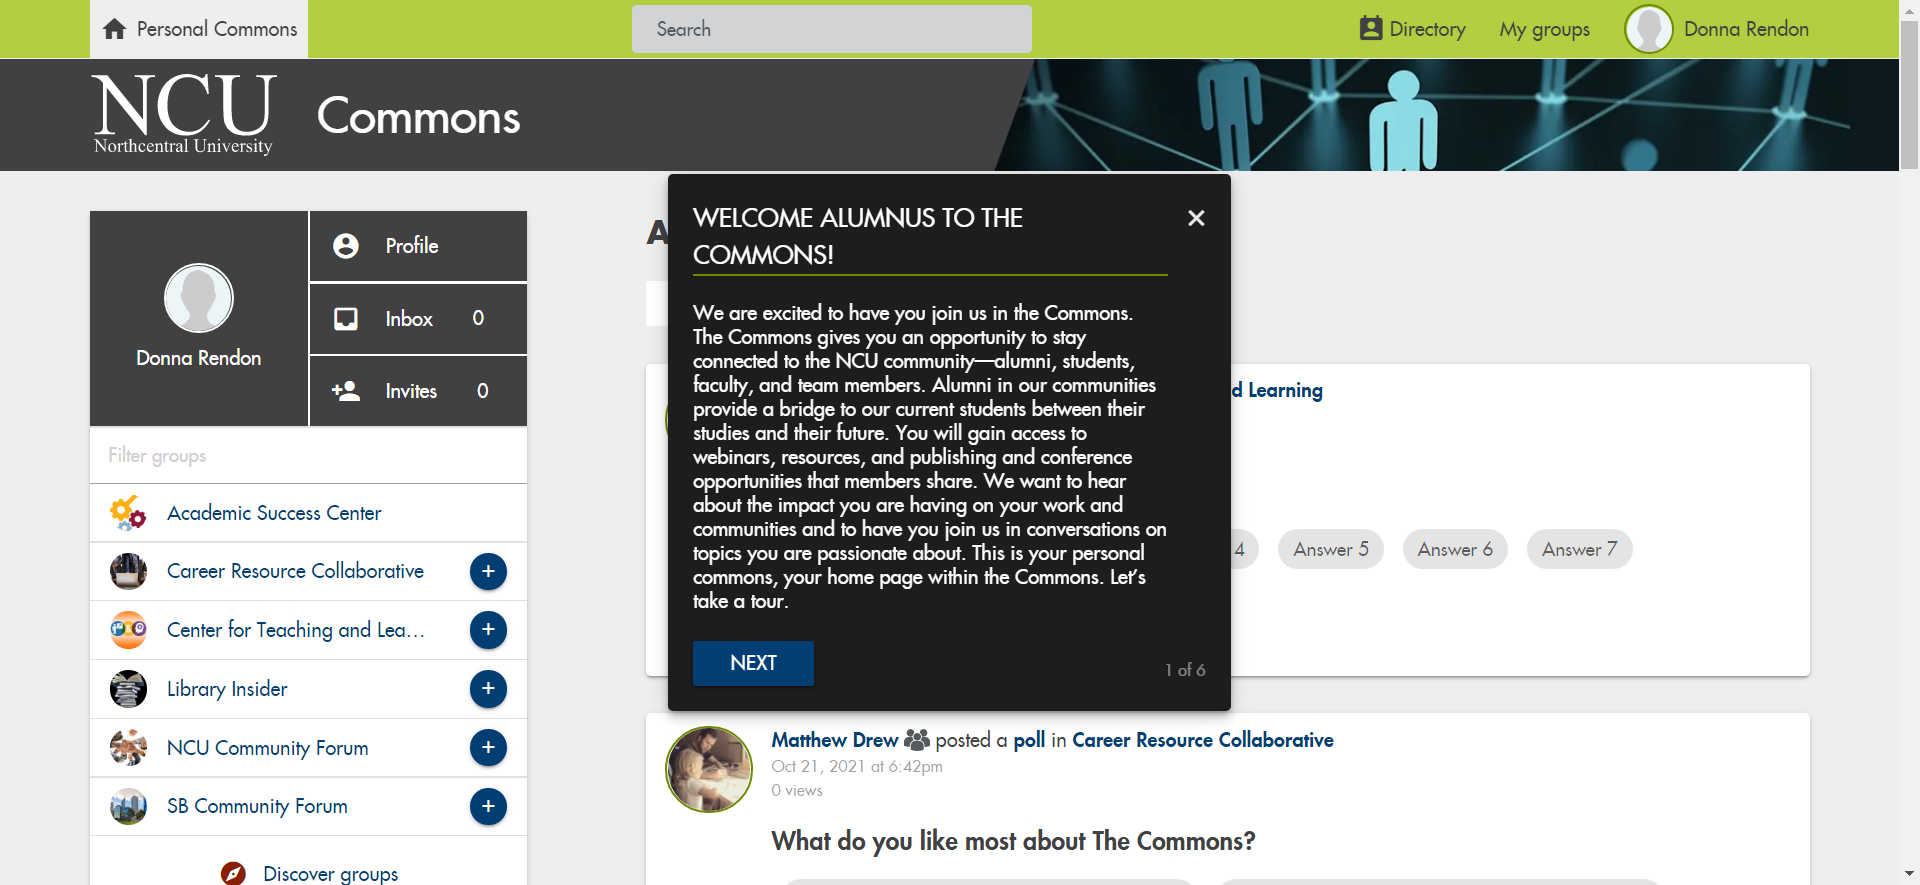 Personal Commons
Search
Directory
My groups
Donna Rendon
NCU
Northcentral University
Commons
Donna Rendon
Profile
Inbox 0
Invites 0
Filter groups
Academic Success Center
Career Resource Collaborative
Center for Teaching and Lea…
Library Insider
NCU Community Forum
SB Community Forum
Discover groups
WELCOME ALUMNUS TO THE
COMMONS!
We are excited to have you join us in the Commons.
The Commons gives you an opportunity to stay
connected to the NCU community—alumni, students,
faculty, and team members. Alumni in our communities
provide a bridge to our current students between their
studies and their future. You will gain access to
webinars, resources, and publishing and conference
opportunities that members share. We want to hear
about the impact you are having on your work and
communities and to have you join us in conversations on
topics you are passionate about. This is your personal
commons, your home page within the Commons. Let’s
take a tour.
NEXT
1 of 6
d Learning
4
Answer 5
Answer 6
Answer 7
Matthew Drew posted a poll in Career Resource Collaborative
Oct 21, 2021 at 6:42pm
0 views
What do you like most about The Commons?